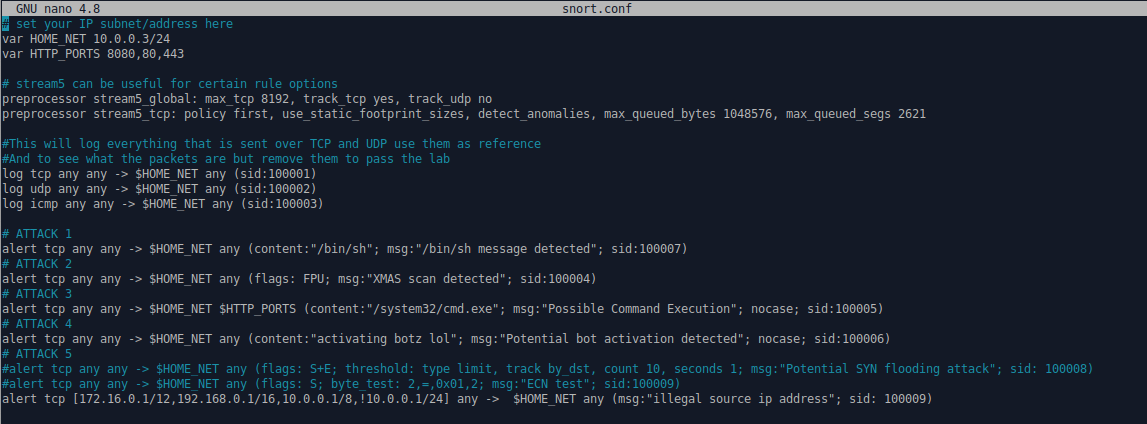 GNU nano 4.8 snort.conf
# set your IP subnet/address here
var HOME_NET 10.0.0.3/24
var HTTP_PORTS 8080,80,443
# stream5 can be useful for certain rule options
preprocessor stream5_global: max_tcp 8192, track_tcp yes, track_udp no
preprocessor stream5_tcp: policy first, use_static_footprint_sizes, detect_anomalies, max_queued_bytes 1048576, max_queued_segs 2621
#This will log everything that is sent over TCP and UDP use them as reference
#And to see what the packets are but remove them to pass the lab
log tcp any any -> $HOME_NET any (sid:100001)
log udp any any -> $HOME_NET any (sid:100002)
log icmp any any -> $HOME_NET any (sid:100003)
# ATTACK 1
alert tcp any any -> $HOME_NET any (content:"/bin/sh"; msg:"/bin/sh message detected"; sid:100007)
# ATTACK 2
alert tcp any any -> $HOME_NET any (flags: FPU; msg:"XMAS scan detected"; sid:100004)
# ATTACK 3
alert tcp any any -> $HOME_NET $HTTP_PORTS (content:"/system32/cmd.exe"; msg:"Possible Command Execution"; nocase; sid:100005)
# ATTACK 4
alert tcp any any -> $HOME_NET any (content:"activating botz lol"; msg:"Potential bot activation detected"; nocase; sid:100006)
# ATTACK 5
#alert tcp any any -> $HOME_NET any (flags: S+E; threshold: type limit, track by_dst, count 10, seconds 1; msg:"Potential SYN flooding attack"; sid: 100008)
#alert tcp any any -> $HOME_NET any (flags: S; byte_test: 2,=,0x01,2; msg:"ECN test"; sid:100009)
alert tcp [172.16.0.1/12,192.168.0.1/16,10.0.0.1/8,!10.0.0.1/24] any ->  $HOME_NET any (msg:"illegal source ip address"; sid: 100009)